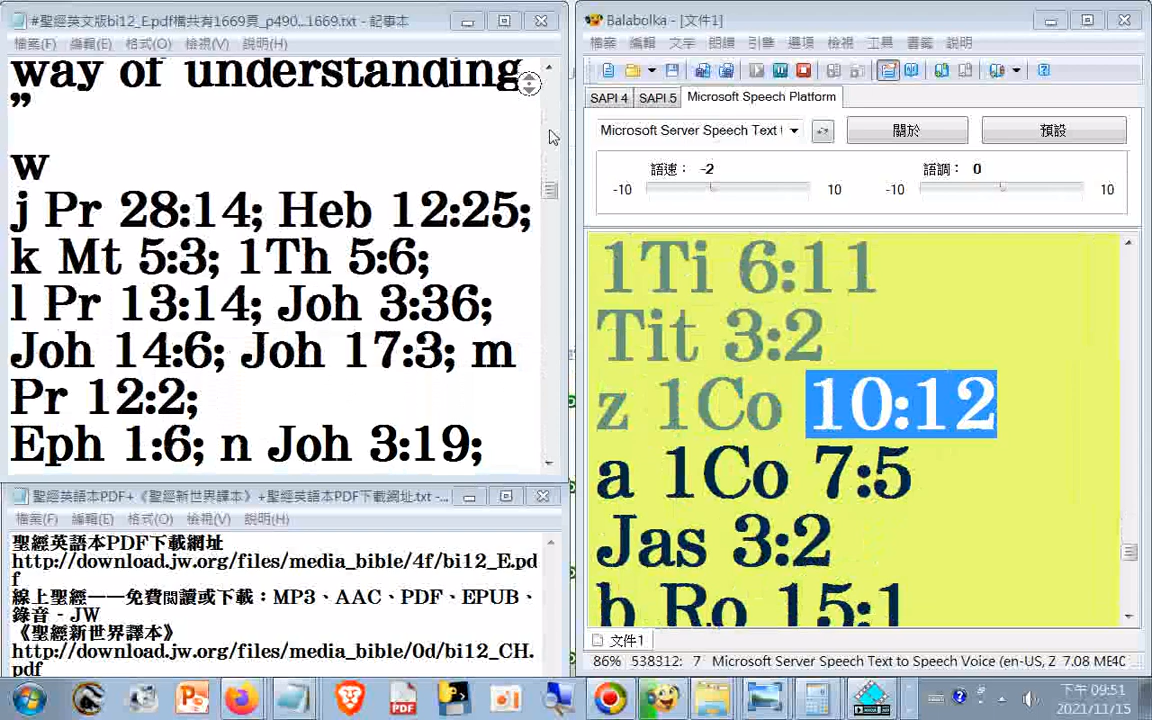 #聖經英文版bi12_E.pdf檔共有1669頁_p490,..1669.txt - 記事本
檔案(F) 編輯(E) 格式(O) 檢視(V) 說明(H)
way of understanding.
”
w
j Pr 28:14; Heb 12:25;
k Mt 5:3; 1Th 5:6;
l Pr 13:14; Joh 3:36;
Joh 14:6; Joh 17:3; m
Pr 12:2;
Eph 1:6; n Joh 3:19;
聖經英語本PDF+《聖經新世界譯本》+聖經英語本PDF下載網址.txt -...
檔案(F) 編輯(E) 格式(O) 檢視(V) 說明(H)
聖經英語本PDF下載網址
http://download.jw.org/files/media_bible/4f/bi12_E.pd
f
線上聖經——免費閱讀或下載：MP3、AAC、PDF、EPUB、
錄音 - JW
《聖經新世界譯本》
http://download.jw.org/files/media_bible/0d/bi12_CH.
pdf
Balabolka - [文件1]
檔案 編輯 文字 朗讀 引擎 選項 檢視 工具 書籤 說明
SAPI 4 SAPI 5 Microsoft Speech Platform
Microsoft Server Speech Text 關於 預設
語速： -2 語調： 0
-10 10 -10 10
1Ti 6:11
Tit 3:2
z 1Co 10:12
a 1Co 7:5
Jas 3:2
b Ro 15:1
文件1
86% 538312: 7 Microsoft Server Speech Text to Speech Voice (en-US, Z 7.08 ME4C
PDF
下午 09:51
2021/11/15